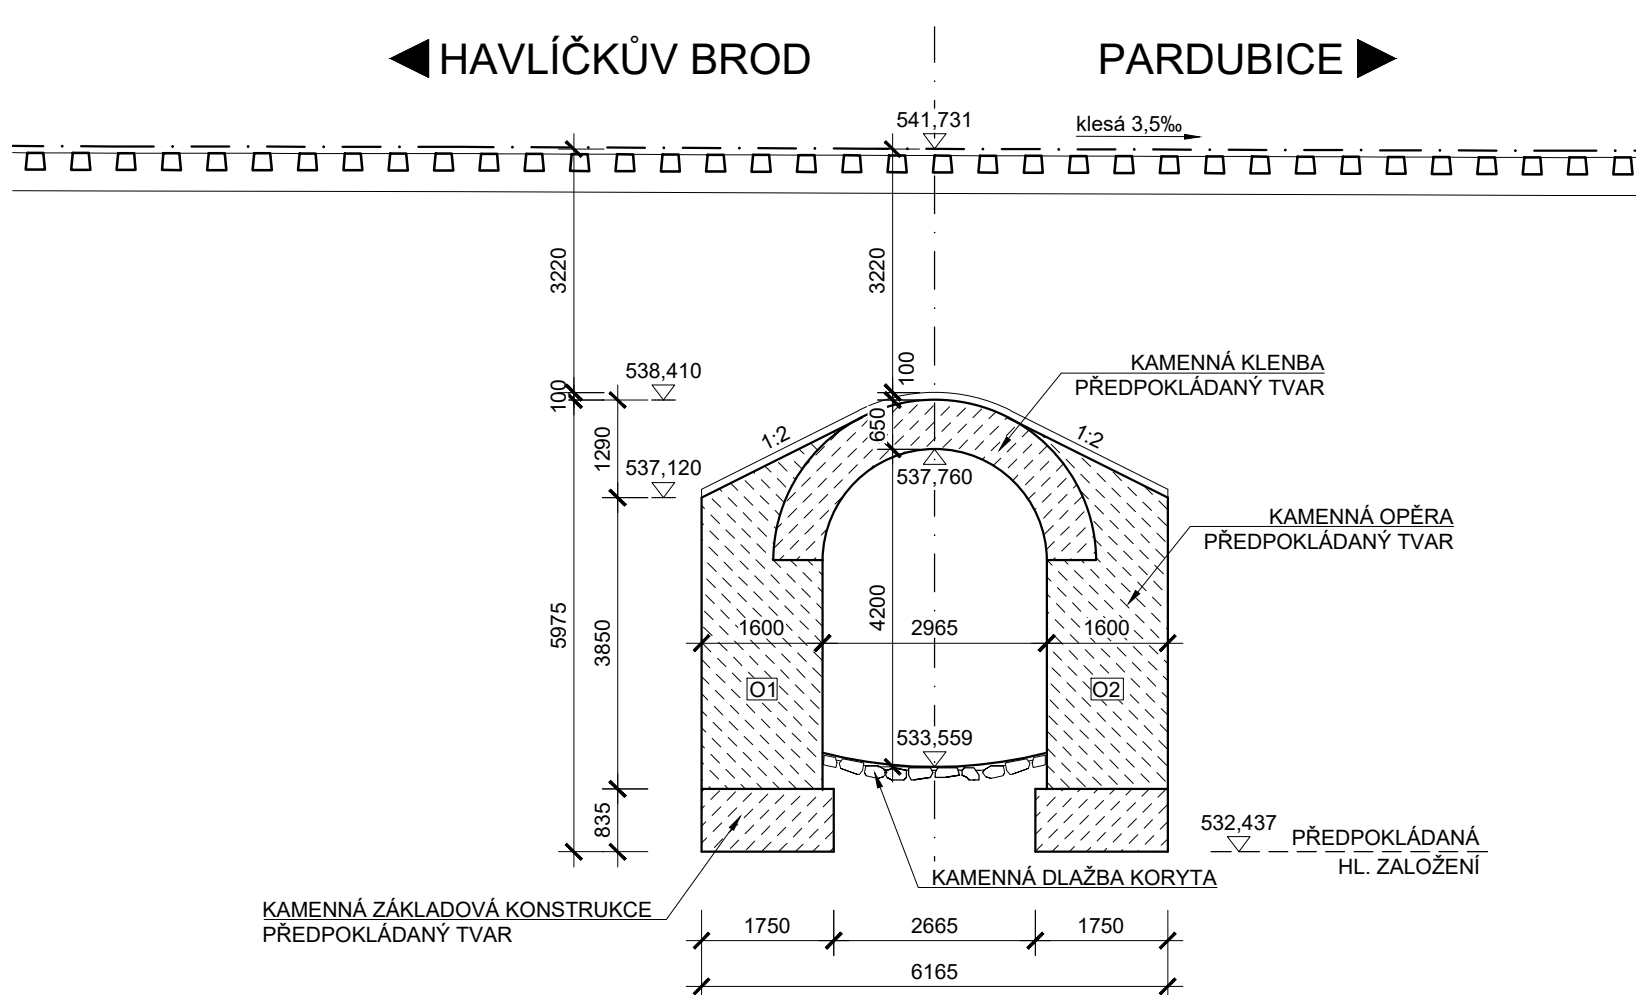 HAVLÍČKŮV BROD
PARDUBICE
541,731
klesá 3,5‰
3220
3220
100
538,410
100
KAMENNÁ KLENBA
PŘEDPOKLÁDANÝ TVAR
650
1:2
1:2
1290
537,120
537,760
KAMENNÁ OPĚRA
PŘEDPOKLÁDANÝ TVAR
5975
3850
4200
1600
2965
1600
O1
O2
533,559
835
532,437
PŘEDPOKLÁDANÁ
HL. ZALOŽENÍ
KAMENNÁ DLAŽBA KORYTA
KAMENNÁ ZÁKLADOVÁ KONSTRUKCE
PŘEDPOKLÁDANÝ TVAR
1750
2665
1750
6165